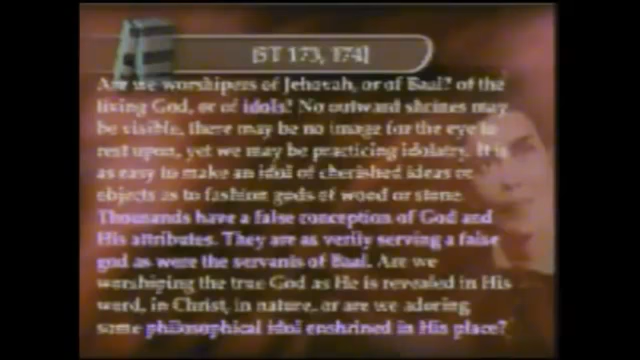 [5T 173, 174]
Are we worshipers of Jehovah, or of Baal? of the
living God, or of idols? No outward shrines may
be visible, there may be no image for the eye to
rest upon, yet we may be practicing idolatry. It is
as easy to make an idol of cherished ideas or
objects as to fashion gods of wood or stone.
Thousands have a false conception of God and
His attributes. They are as verily serving a false
god as were the servants of Baal. Are we
worshiping the true God as He is revealed in His
word, in Christ, in nature, or are we adoring
some philosophical idol enshrined in His place?